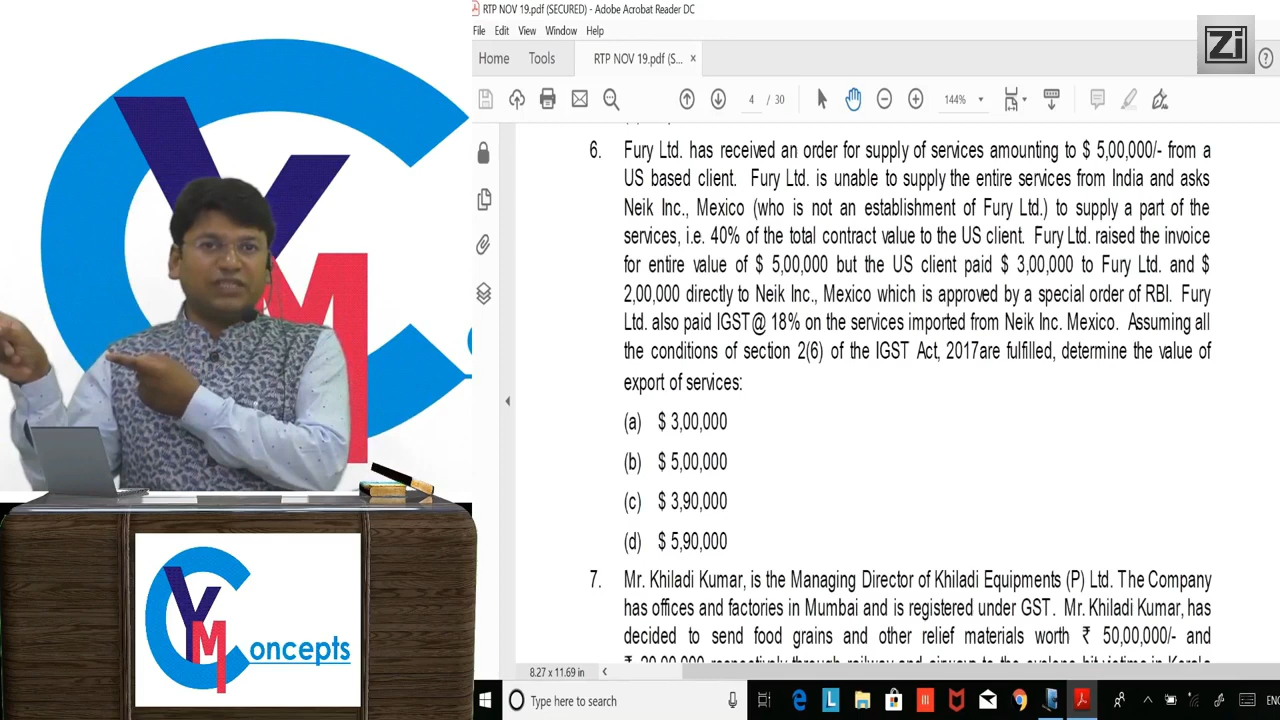 RTP NOV 19.pdf (SECURED) - Adobe Acrobat Reader DC
File Edit View Window Help
Zi
Home Tools RTP NOV 19.pdf (S... ×
4 / 30 144%
6. Fury Ltd. has received an order for supply of services amounting to $ 5,00,000/- from a
US based client. Fury Ltd. is unable to supply the entire services from India and asks
Neik Inc., Mexico (who is not an establishment of Fury Ltd.) to supply a part of the
services, i.e. 40% of the total contract value to the US client. Fury Ltd. raised the invoice
for entire value of $ 5,00,000 but the US client paid $ 3,00,000 to Fury Ltd. and $
2,00,000 directly to Neik Inc., Mexico which is approved by a special order of RBI. Fury
Ltd. also paid IGST@ 18% on the services imported from Neik Inc. Mexico. Assuming all
the conditions of section 2(6) of the IGST Act, 2017are fulfilled, determine the value of
export of services:
(a) $ 3,00,000
(b) $ 5,00,000
(c) $ 3,90,000
(d) $ 5,90,000
7. Mr. Khiladi Kumar, is the Managing Director of Khiladi Equipments (P) Ltd. The Company
has offices and factories in Mumbai and is registered under GST. Mr. Khiladi Kumar, has
decided to send food grains and other relief materials worth ₹ 50,00,000/- and
8.27 x 11.69 in
Type here to search
ENG
CYM
CYM
oncepts